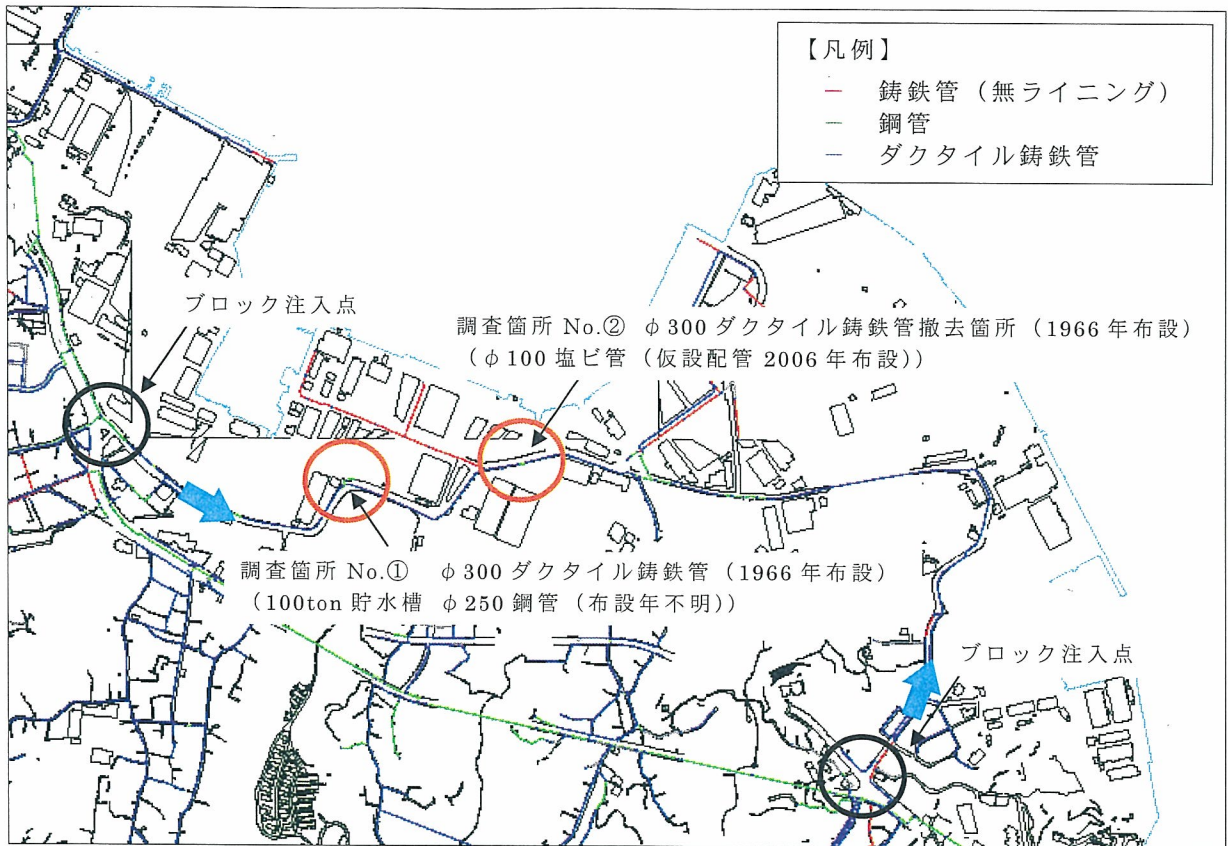 【凡例】
鋳鉄管（無ライニング）
鋼管
ダクタイル鋳鉄管
ブロック注入点
調査箇所 No.② φ300 ダクタイル鋳鉄管撤去箇所（1966 年布設）
（φ100 塩ビ管（仮設配管 2006 年布設））
調査箇所 No.① φ300 ダクタイル鋳鉄管（1966 年布設）
（100ton 貯水槽 φ250 鋼管（布設年不明））
ブロック注入点